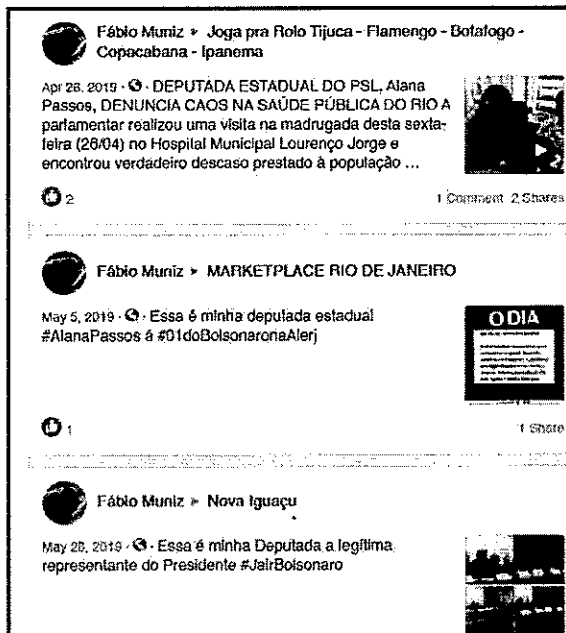 Fábio Muniz ▸ Joga pra Rolo Tijuca - Flamengo - Botafogo -
Copacabana - Ipanema
Apr 26, 2019 · DEPUTADA ESTADUAL DO PSL, Alana
Passos, DENUNCIA CAOS NA SAÚDE PÚBLICA DO RIO A
parlamentar realizou uma visita na madrugada desta sexta-
feira (26/04) no Hospital Municipal Lourenço Jorge e
encontrou verdadeiro descaso prestado à população ...
2
1 Comment 2 Shares
Fábio Muniz ▸ MARKETPLACE RIO DE JANEIRO
May 5, 2019 · Essa é minha deputada estadual
#AlanaPassos á #01doBolsonaronaAlerj
O DIA
1
1 Share
Fábio Muniz ▸ Nova Iguaçu
May 28, 2019 · Essa é minha Deputada a legítima
representante do Presidente #JairBolsonaro